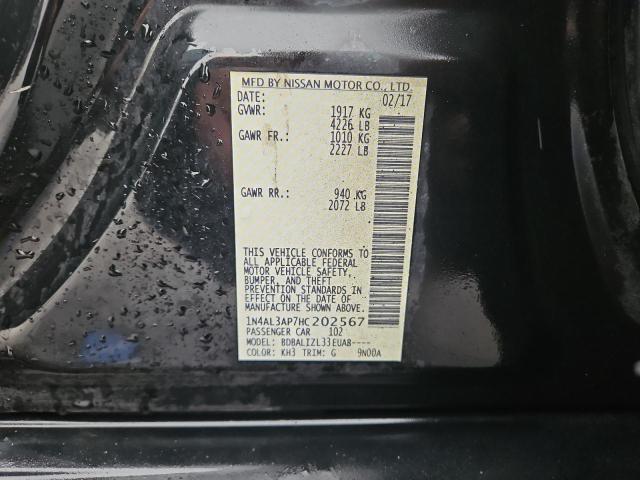 MFD BY NISSAN MOTOR CO., LTD.
DATE: 02/17
GVWR: 1917 KG
4226 LB
GAWR FR: 1010 KG
2227 LB
GAWR RR: 940 KG
2072 LB
THIS VEHICLE CONFORMS TO
ALL APPLICABLE FEDERAL
MOTOR VEHICLE SAFETY,
BUMPER, AND THEFT
PREVENTION STANDARDS IN
EFFECT ON THE DATE OF
MANUFACTURE SHOWN ABOVE.
1N4AL3AP7HC202567
PASSENGER CAR 102
MODEL: BDBALIZL33EUA8----
COLOR: KH3 TRIM: G 9N00A